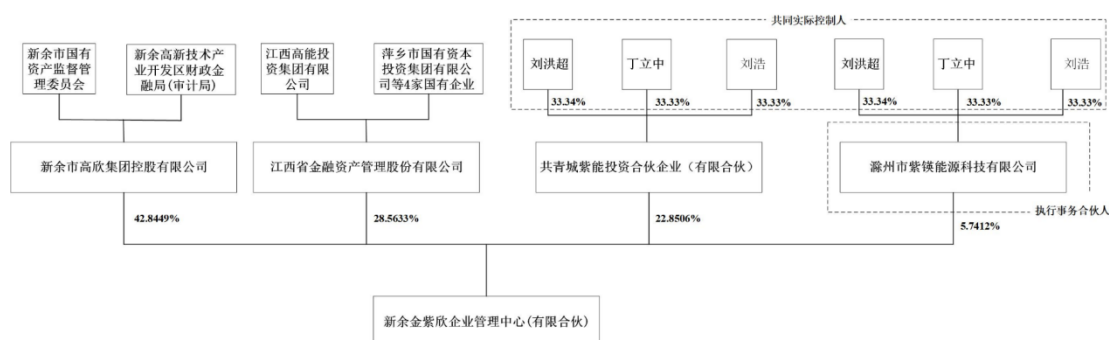 共同实际控制人
新余市国有
资产监督管
理委员会
新余高新技术产
业开发区财政金
融局(审计局)
江西高能投
资集团有限
公司
萍乡市国有资本
投资集团有限公
司等4家国有企业
刘洪超
丁立中
刘浩
刘洪超
丁立中
刘浩
33.34%
33.33%
33.33%
33.34%
33.33%
33.33%
新余市高欣集团控股有限公司
江西省金融资产管理股份有限公司
共青城紫能投资合伙企业（有限合伙）
滁州市紫锳能源科技有限公司
执行事务合伙人
42.8449%
28.5633%
22.8506%
5.7412%
新余金紫欣企业管理中心(有限合伙)